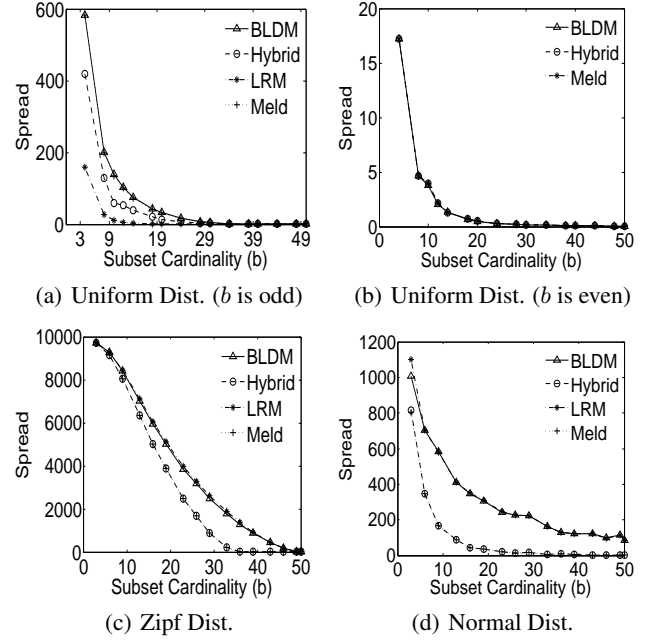 600
400
200
0
Spread
3 9 19 29 39 49
Subset Cardinality (b)
BLDM
Hybrid
LRM
Meld
(a) Uniform Dist. (b is odd)
20
15
10
5
0
Spread
0 10 20 30 40 50
Subset Cardinality (b)
BLDM
Hybrid
LRM
Meld
(b) Uniform Dist. (b is even)
10000
8000
6000
4000
2000
0
Spread
0 10 20 30 40 50
Subset Cardinality (b)
BLDM
Hybrid
LRM
Meld
(c) Zipf Dist.
1200
1000
800
600
400
200
0
Spread
0 10 20 30 40 50
Subset Cardinality (b)
BLDM
Hybrid
LRM
Meld
(d) Normal Dist.